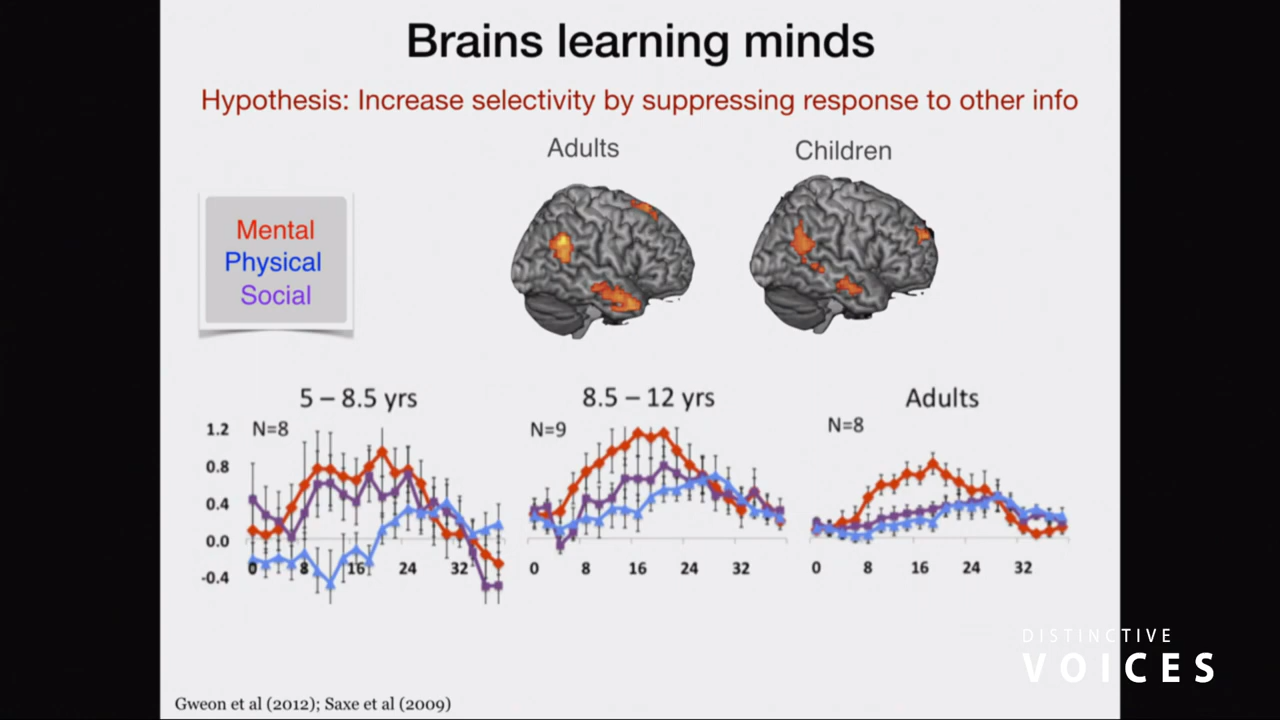 Brains learning minds
Hypothesis: Increase selectivity by suppressing response to other info
Adults
Children
Mental
Physical
Social
5 – 8.5 yrs
8.5 – 12 yrs
Adults
N=8
N=9
N=8
1.2
0.8
0.4
0.0
-0.4
0 8 16 24 32
0 8 16 24 32
0 8 16 24 32
DISTINCTIVE
VOICES
Gweon et al (2012); Saxe et al (2009)